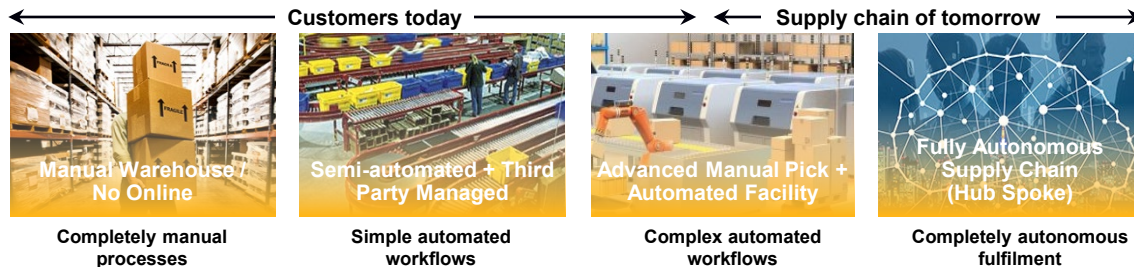 Customers today
Supply chain of tomorrow
FRAGILE
FRAGILE
Manual Warehouse /
No Online
Completely manual
processes
Semi-automated + Third
Party Managed
Simple automated
workflows
Advanced Manual Pick +
Automated Facility
Complex automated
workflows
Fully Autonomous
Supply Chain
(Hub Spoke)
Completely autonomous
fulfilment